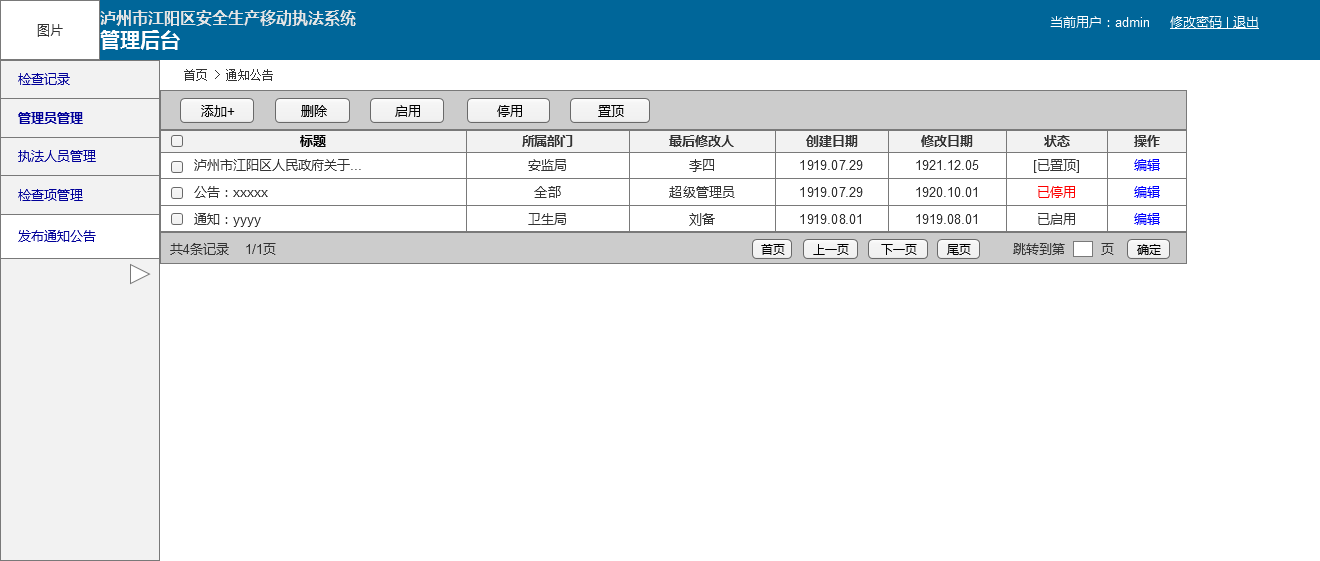 图片
泸州市江阳区安全生产移动执法系统
管理后台
当前用户：admin 修改密码 | 退出
检查记录
管理员管理
执法人员管理
检查项管理
发布通知公告
首页 > 通知公告
添加+ 删除 启用 停用 置顶
标题 所属部门 最后修改人 创建日期 修改日期 状态 操作
泸州市江阳区人民政府关于... 安监局 李四 1919.07.29 1921.12.05 [已置顶] 编辑
公告：xxxxx 全部 超级管理员 1919.07.29 1920.10.01 已停用 编辑
通知：yyyy 卫生局 刘备 1919.08.01 1919.08.01 已启用 编辑
共4条记录 1/1页 首页 上一页 下一页 尾页 跳转到第 页 确定